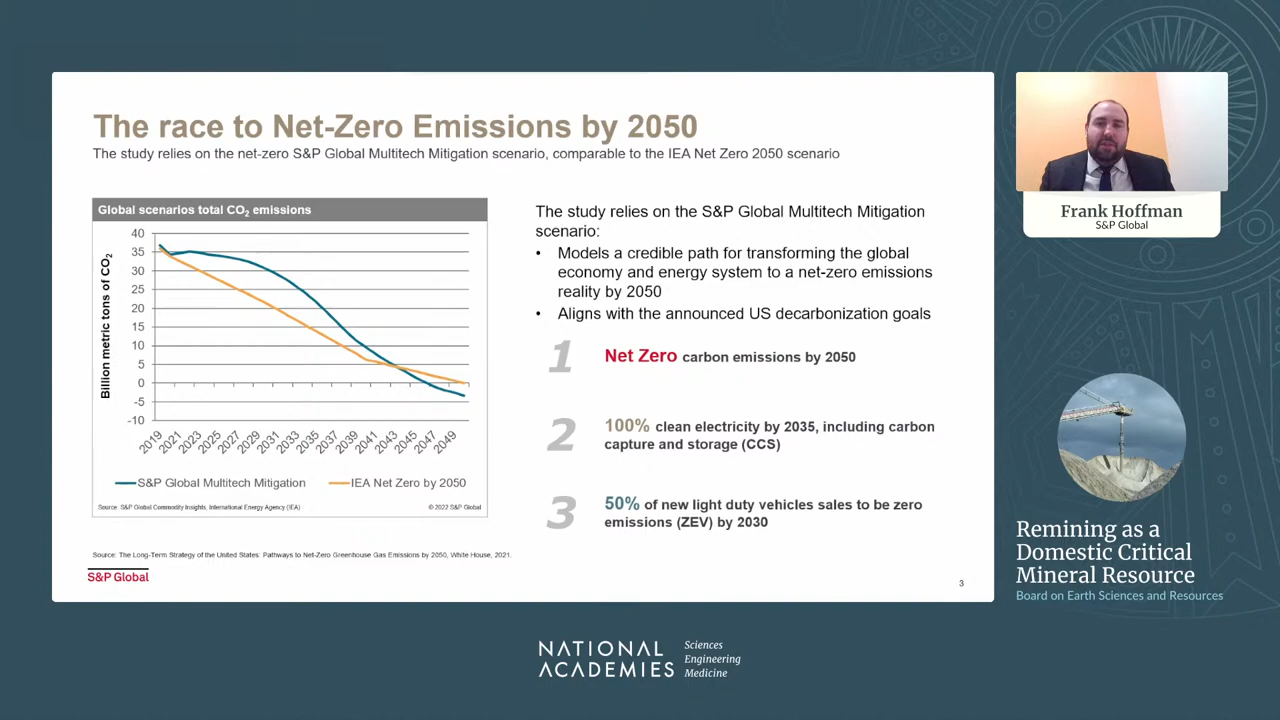 The race to Net-Zero Emissions by 2050
The study relies on the net-zero S&P Global Multitech Mitigation scenario, comparable to the IEA Net Zero 2050 scenario
Global scenarios total CO₂ emissions
Billion metric tons of CO₂
40
35
30
25
20
15
10
5
0
-5
-10
2019
2021
2023
2025
2027
2029
2031
2033
2035
2037
2039
2041
2043
2045
2047
2049
S&P Global Multitech Mitigation
IEA Net Zero by 2050
Source S&P Global Commodity Insights, International Energy Agency (IEA)
© 2022 S&P Global
The study relies on the S&P Global Multitech Mitigation
scenario:
• Models a credible path for transforming the global
economy and energy system to a net-zero emissions
reality by 2050
• Aligns with the announced US decarbonization goals
1
Net Zero carbon emissions by 2050
2
100% clean electricity by 2035, including carbon
capture and storage (CCS)
3
50% of new light duty vehicles sales to be zero
emissions (ZEV) by 2030
Source: The Long-Term Strategy of the United States: Pathways to Net-Zero Greenhouse Gas Emissions by 2050, White House, 2021.
S&P Global
3
Frank Hoffman
S&P Global
Remining as a
Domestic Critical
Mineral Resource
Board on Earth Sciences and Resources
NATIONAL
ACADEMIES
Sciences
Engineering
Medicine